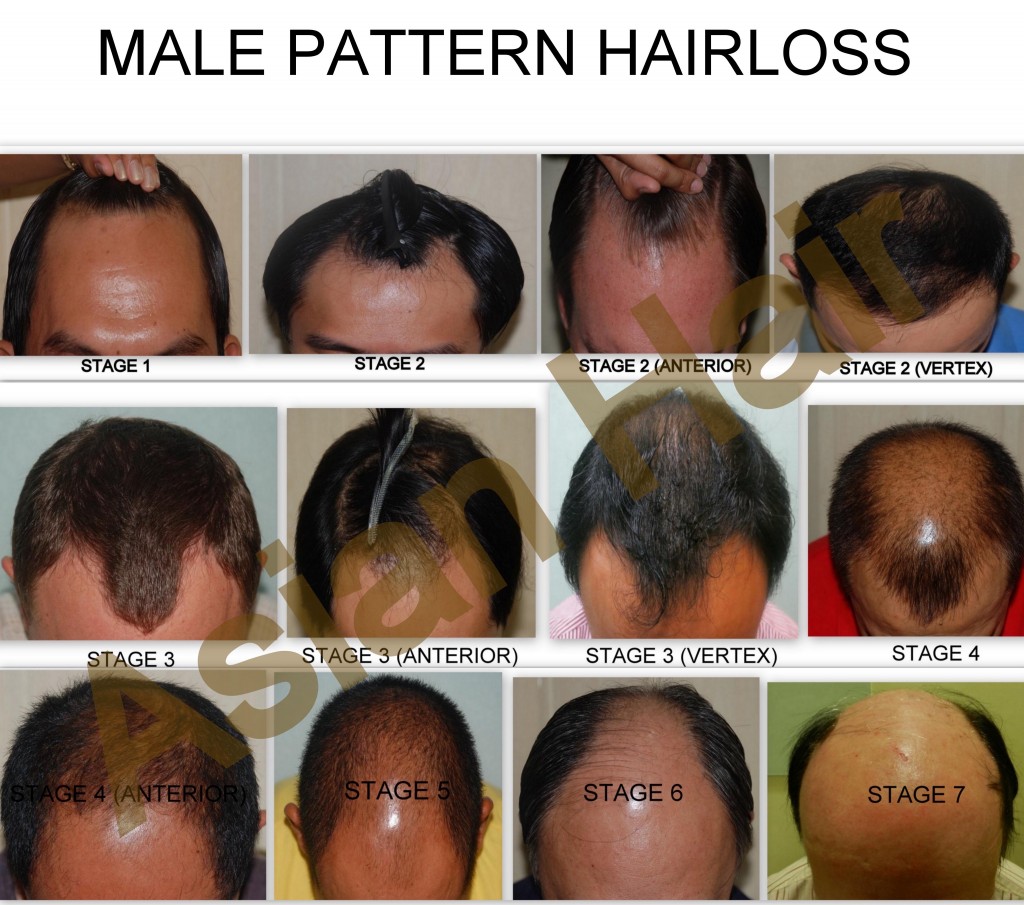 MALE PATTERN HAIRLOSS
STAGE 1
STAGE 2
STAGE 2 (ANTERIOR)
STAGE 2 (VERTEX)
STAGE 3
STAGE 3 (ANTERIOR)
STAGE 3 (VERTEX)
STAGE 4
STAGE 4 (ANTERIOR)
STAGE 5
STAGE 6
STAGE 7
Asian Hair